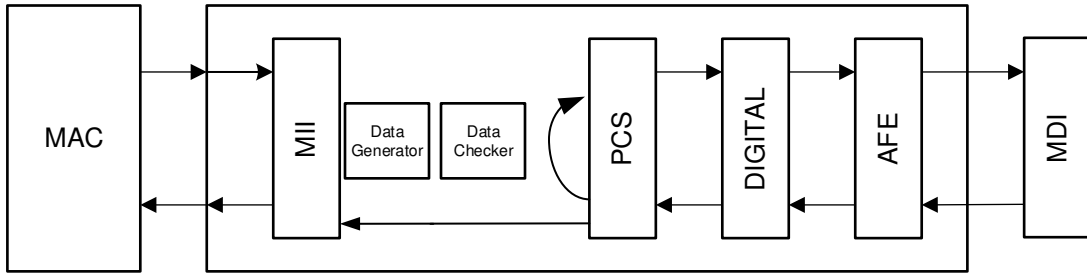 MAC
MII
Data
Generator
Data
Checker
PCS
DIGITAL
AFE
MDI